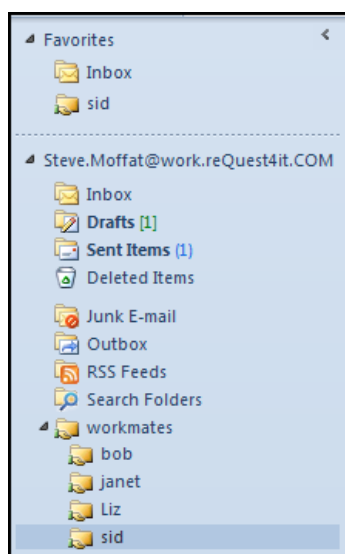 Favorites
Inbox
sid
Steve.Moffat@work.reQuest4it.COM
Inbox
Drafts [1]
Sent Items (1)
Deleted Items
Junk E-mail
Outbox
RSS Feeds
Search Folders
workmates
bob
janet
Liz
sid